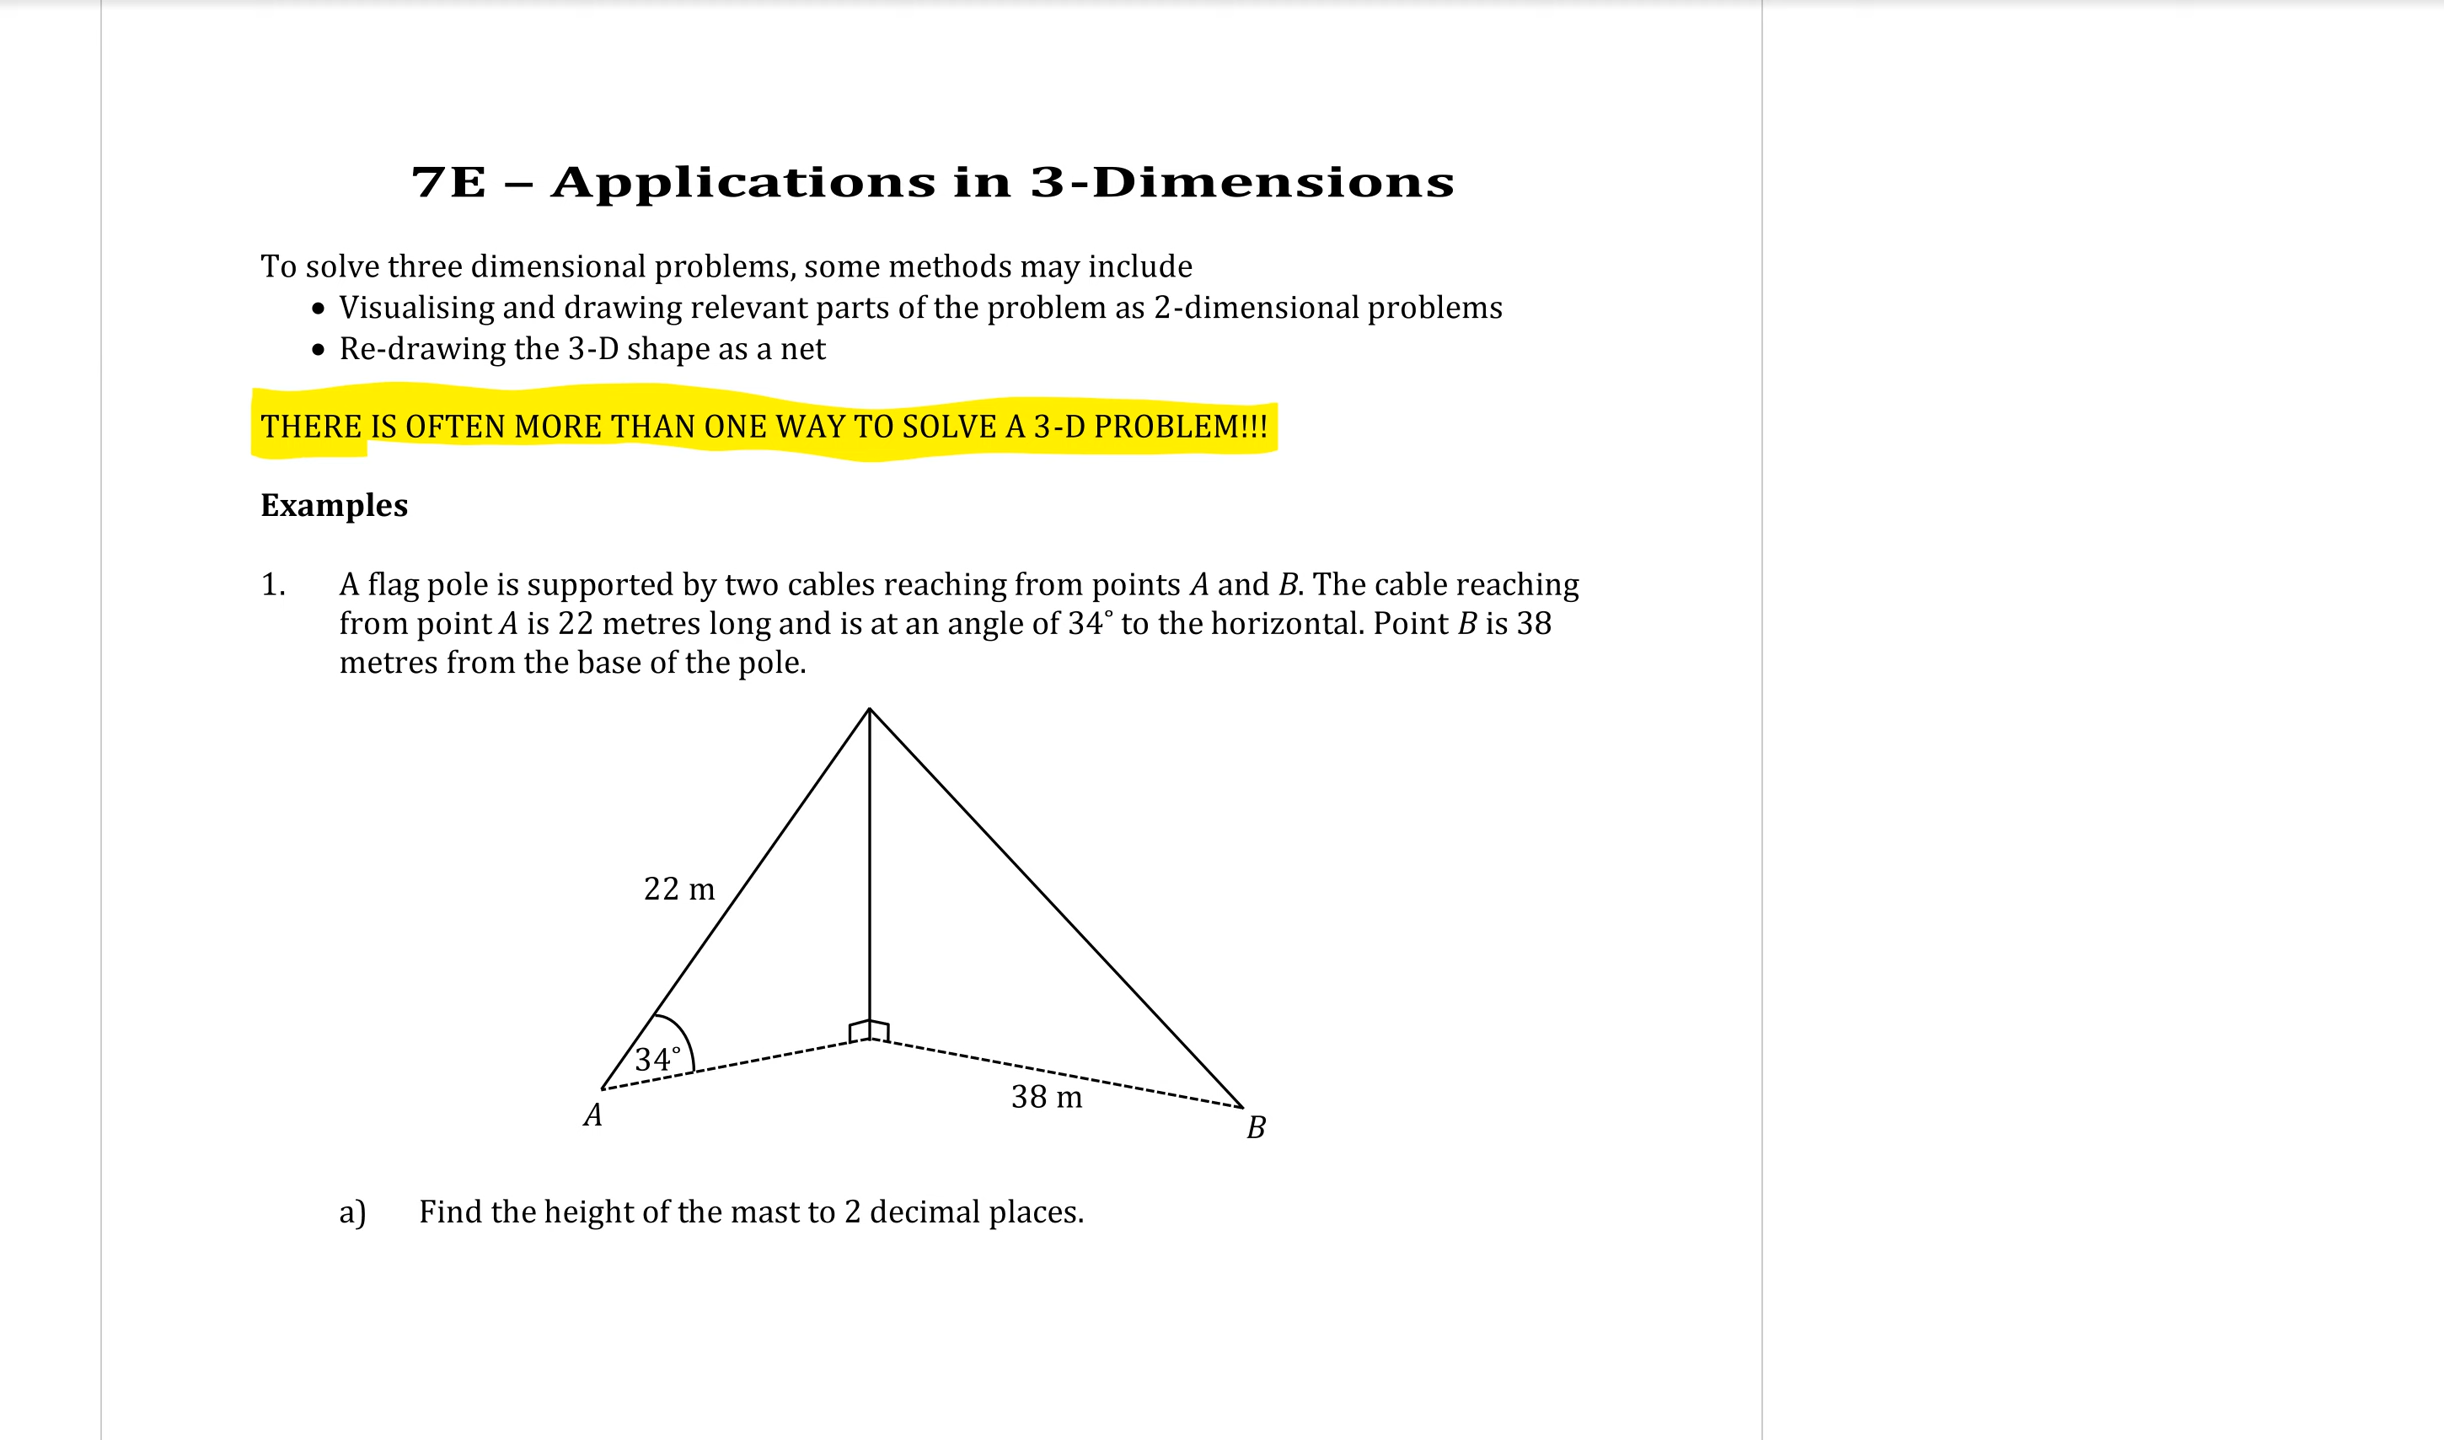 7E – Applications in 3-Dimensions
To solve three dimensional problems, some methods may include
• Visualising and drawing relevant parts of the problem as 2-dimensional problems
• Re-drawing the 3-D shape as a net
THERE IS OFTEN MORE THAN ONE WAY TO SOLVE A 3-D PROBLEM!!!
Examples
1. A flag pole is supported by two cables reaching from points A and B. The cable reaching
from point A is 22 metres long and is at an angle of 34° to the horizontal. Point B is 38
metres from the base of the pole.
22 m
34°
38 m
A
B
a) Find the height of the mast to 2 decimal places.